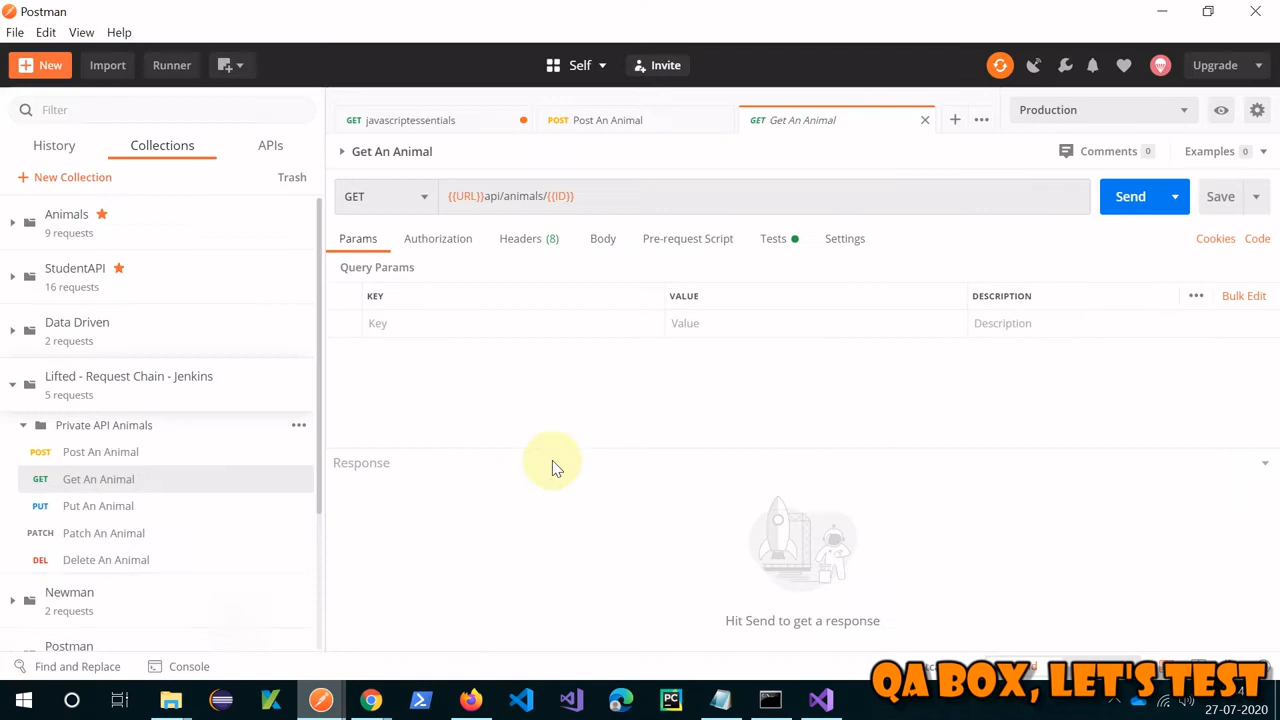 Postman
File Edit View Help
New Import Runner Self Invite Upgrade
Filter
History Collections APIs
New Collection Trash
Animals
9 requests
StudentAPI
16 requests
Data Driven
2 requests
Lifted - Request Chain - Jenkins
5 requests
Private API Animals
POST Post An Animal
GET Get An Animal
PUT Put An Animal
PATCH Patch An Animal
DEL Delete An Animal
Newman
2 requests
Postman
GET javascriptessentials POST Post An Animal GET Get An Animal
Production
Get An Animal
Comments 0 Examples 0
GET {{URL}}api/animals/{{ID}} Send Save
Params Authorization Headers (8) Body Pre-request Script Tests Settings Cookies Code
Query Params
KEY VALUE DESCRIPTION Bulk Edit
Key Value Description
Response
Hit Send to get a response
Find and Replace Console
QA BOX, LET'S TEST
27-07-2020